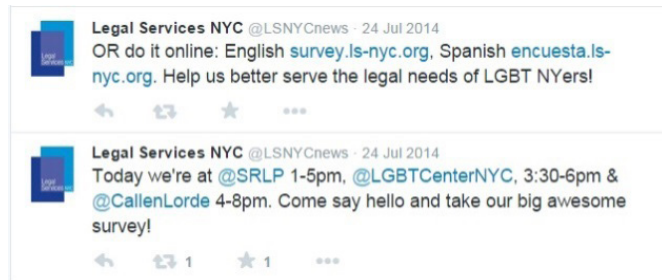 Legal Services NYC @LSNYCnews · 24 Jul 2014
OR do it online: English survey.ls-nyc.org, Spanish encuesta.ls-
nyc.org. Help us better serve the legal needs of LGBT NYers!
Legal Services NYC @LSNYCnews · 24 Jul 2014
Today we're at @SRLP 1-5pm, @LGBTCenterNYC, 3:30-6pm &
@CallenLorde 4-8pm. Come say hello and take our big awesome
survey!
1 1